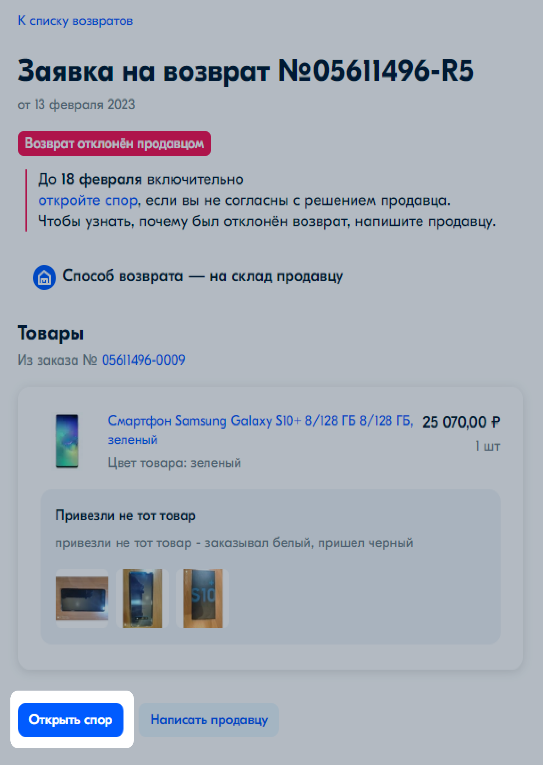 К списку возвратов
Заявка на возврат №05611496-R5
от 13 февраля 2023
Возврат отклонён продавцом
До 18 февраля включительно
откройте спор, если вы не согласны с решением продавца.
Чтобы узнать, почему был отклонён возврат, напишите продавцу.
Способ возврата — на склад продавцу
Товары
Из заказа № 05611496-0009
Смартфон Samsung Galaxy S10+ 8/128 ГБ 8/128 ГБ, 25 070,00 ₽
зеленый
1 шт
Цвет товара: зеленый
Привезли не тот товар
привезли не тот товар - заказывал белый, пришел черный
S10
Открыть спор
Написать продавцу